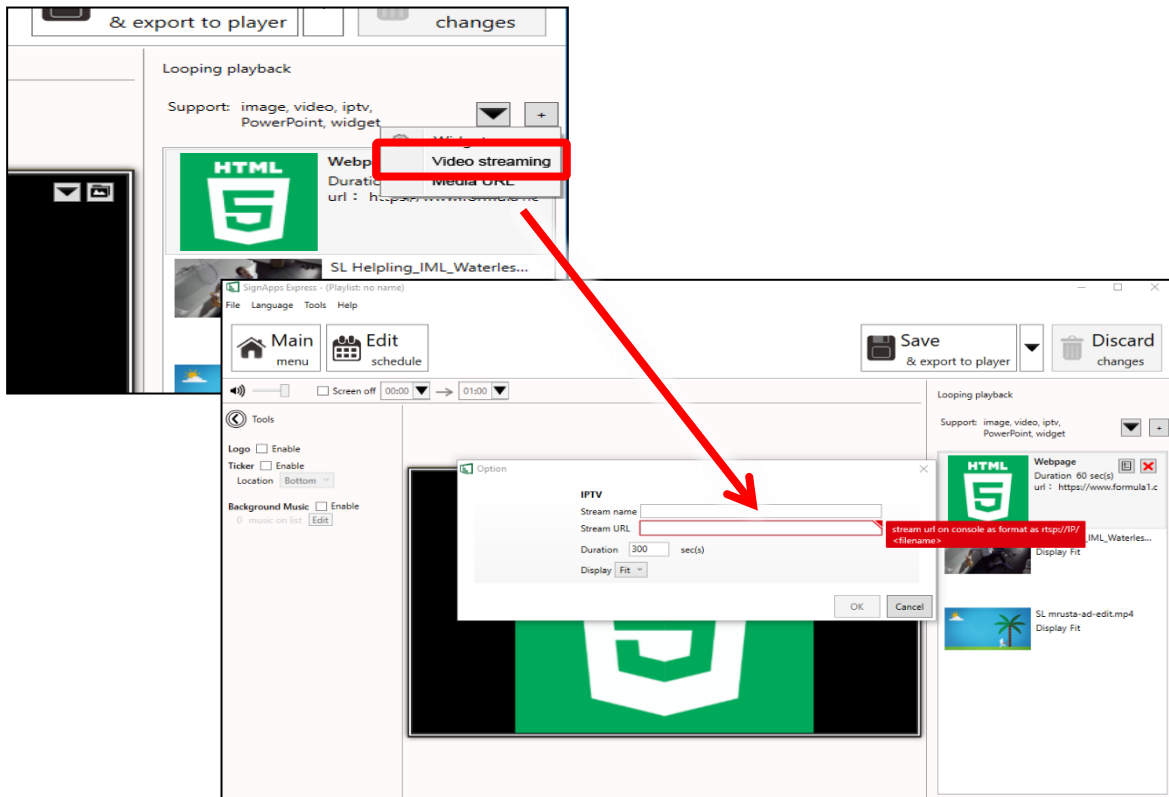 & export to player
changes
Looping playback
Support: image, video, iptv,
PowerPoint, widget
+
Video streaming
Media URL
HTML
5
Webp
Duratio
url : https://www.formula
SL Helpling_IML_Waterles...
SignApps Express - (Playlist: no name)
File Language Tools Help
Main
menu
Edit
schedule
Save
& export to player
Discard
changes
Screen off 00:00 → 01:00
Looping playback
Tools
Support: image, video, iptv,
PowerPoint, widget
+
Logo Enable
Ticker Enable
Location Bottom
Background Music Enable
0 music on list Edit
Option
IPTV
Stream name
Stream URL
Duration 300 sec(s)
Display Fit
OK Cancel
stream url on console as format as rtsp://IP/
<filename>
HTML
5
Webpage
Duration 60 sec(s)
url : https://www.formula1.c
_IML_Waterles...
Display Fit
SL mrusta-ad-edit.mp4
Display Fit